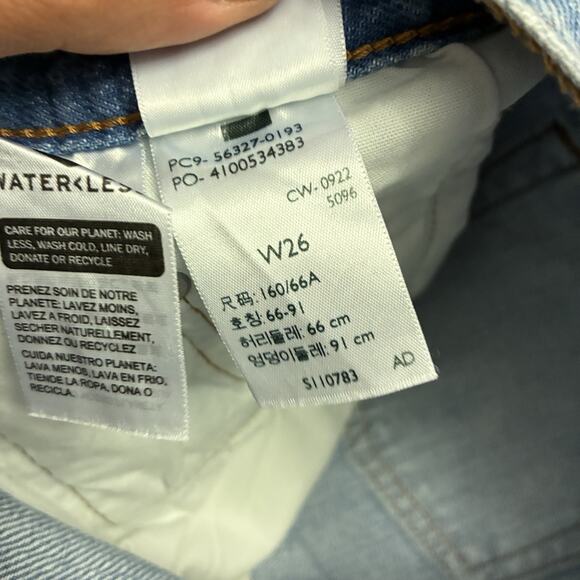 PC9- 56327-0193
PO- 4100534383
CW- 0922
5096
W26
尺码: 160/66A
호칭: 66-91
허리둘레: 66 cm
엉덩이둘레: 91 cm
S110783
AD
WATER<LES
CARE FOR OUR PLANET: WASH
LESS, WASH COLD, LINE DRY,
DONATE OR RECYCLE
PRENEZ SOIN DE NOTRE
PLANÈTE: LAVEZ MOINS,
LAVEZ A FROID, LAISSEZ
SECHER NATURELLEMENT,
DONNEZ OU RECYCLEZ
CUIDA NUESTRO PLANETA:
LAVA MENOS, LAVA EN FRIO,
TIENDE LA ROPA, DONA O
RECICLA.